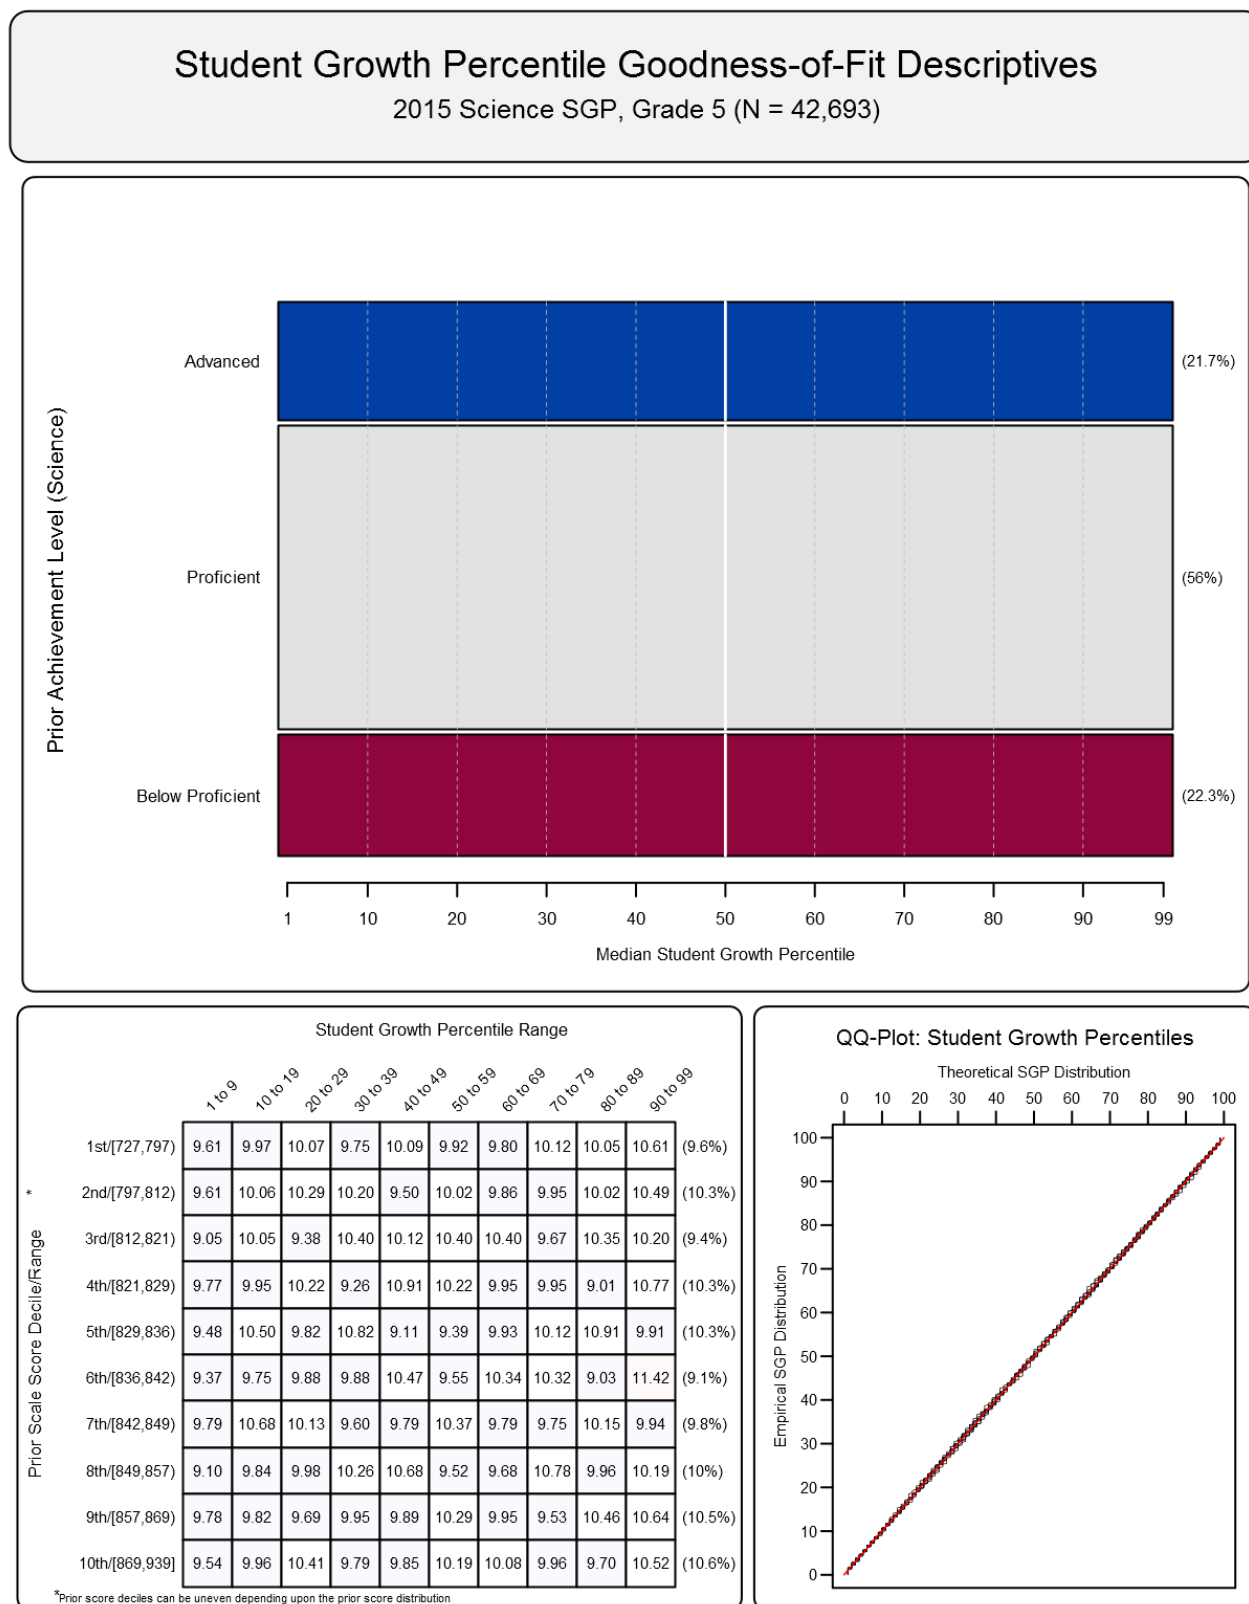 Student Growth Percentile Goodness-of-Fit Descriptives
2015 Science SGP, Grade 5 (N = 42,693)
Prior Achievement Level (Science)
Advanced
(21.7%)
Proficient
(56%)
Below Proficient
(22.3%)
1 10 20 30 40 50 60 70 80 90 99
Median Student Growth Percentile
Student Growth Percentile Range
1 to 9 10 to 19 20 to 29 30 to 39 40 to 49 50 to 59 60 to 69 70 to 79 80 to 89 90 to 99
Prior Scale Score Decile/Range *
1st/[727,797) 9.61 9.97 10.07 9.75 10.09 9.92 9.80 10.12 10.05 10.61 (9.6%)
2nd/[797,812) 9.61 10.06 10.29 10.20 9.50 10.02 9.86 9.95 10.02 10.49 (10.3%)
3rd/[812,821) 9.05 10.05 9.38 10.40 10.12 10.40 10.40 9.67 10.35 10.20 (9.4%)
4th/[821,829) 9.77 9.95 10.22 9.26 10.91 10.22 9.95 9.95 9.01 10.77 (10.3%)
5th/[829,836) 9.48 10.50 9.82 10.82 9.11 9.39 9.93 10.12 10.91 9.91 (10.3%)
6th/[836,842) 9.37 9.75 9.88 9.88 10.47 9.55 10.34 10.32 9.03 11.42 (9.1%)
7th/[842,849) 9.79 10.68 10.13 9.60 9.79 10.37 9.79 9.75 10.15 9.94 (9.8%)
8th/[849,857) 9.10 9.84 9.98 10.26 10.68 9.52 9.68 10.78 9.96 10.19 (10%)
9th/[857,869) 9.78 9.82 9.69 9.95 9.89 10.29 9.95 9.53 10.46 10.64 (10.5%)
10th/[869,939] 9.54 9.96 10.41 9.79 9.85 10.19 10.08 9.96 9.70 10.52 (10.6%)
*Prior score deciles can be uneven depending upon the prior score distribution
QQ-Plot: Student Growth Percentiles
Theoretical SGP Distribution
0 10 20 30 40 50 60 70 80 90 100
Empirical SGP Distribution
100
90
80
70
60
50
40
30
20
10
0